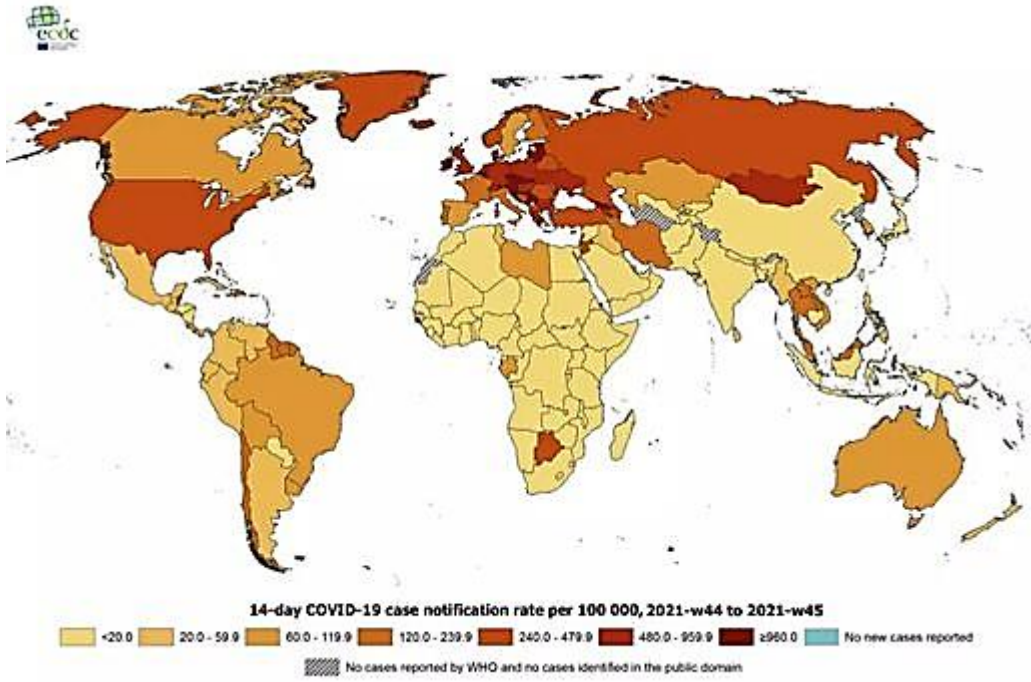 ecdc
14-day COVID-19 case notification rate per 100 000, 2021-w44 to 2021-w45
<20.0 20.0 - 59.9 60.0 - 119.9 120.0 - 239.9 240.0 - 479.9 480.0 - 959.9 ≥960.0 No new cases reported
No cases reported by WHO and no cases identified in the public domain